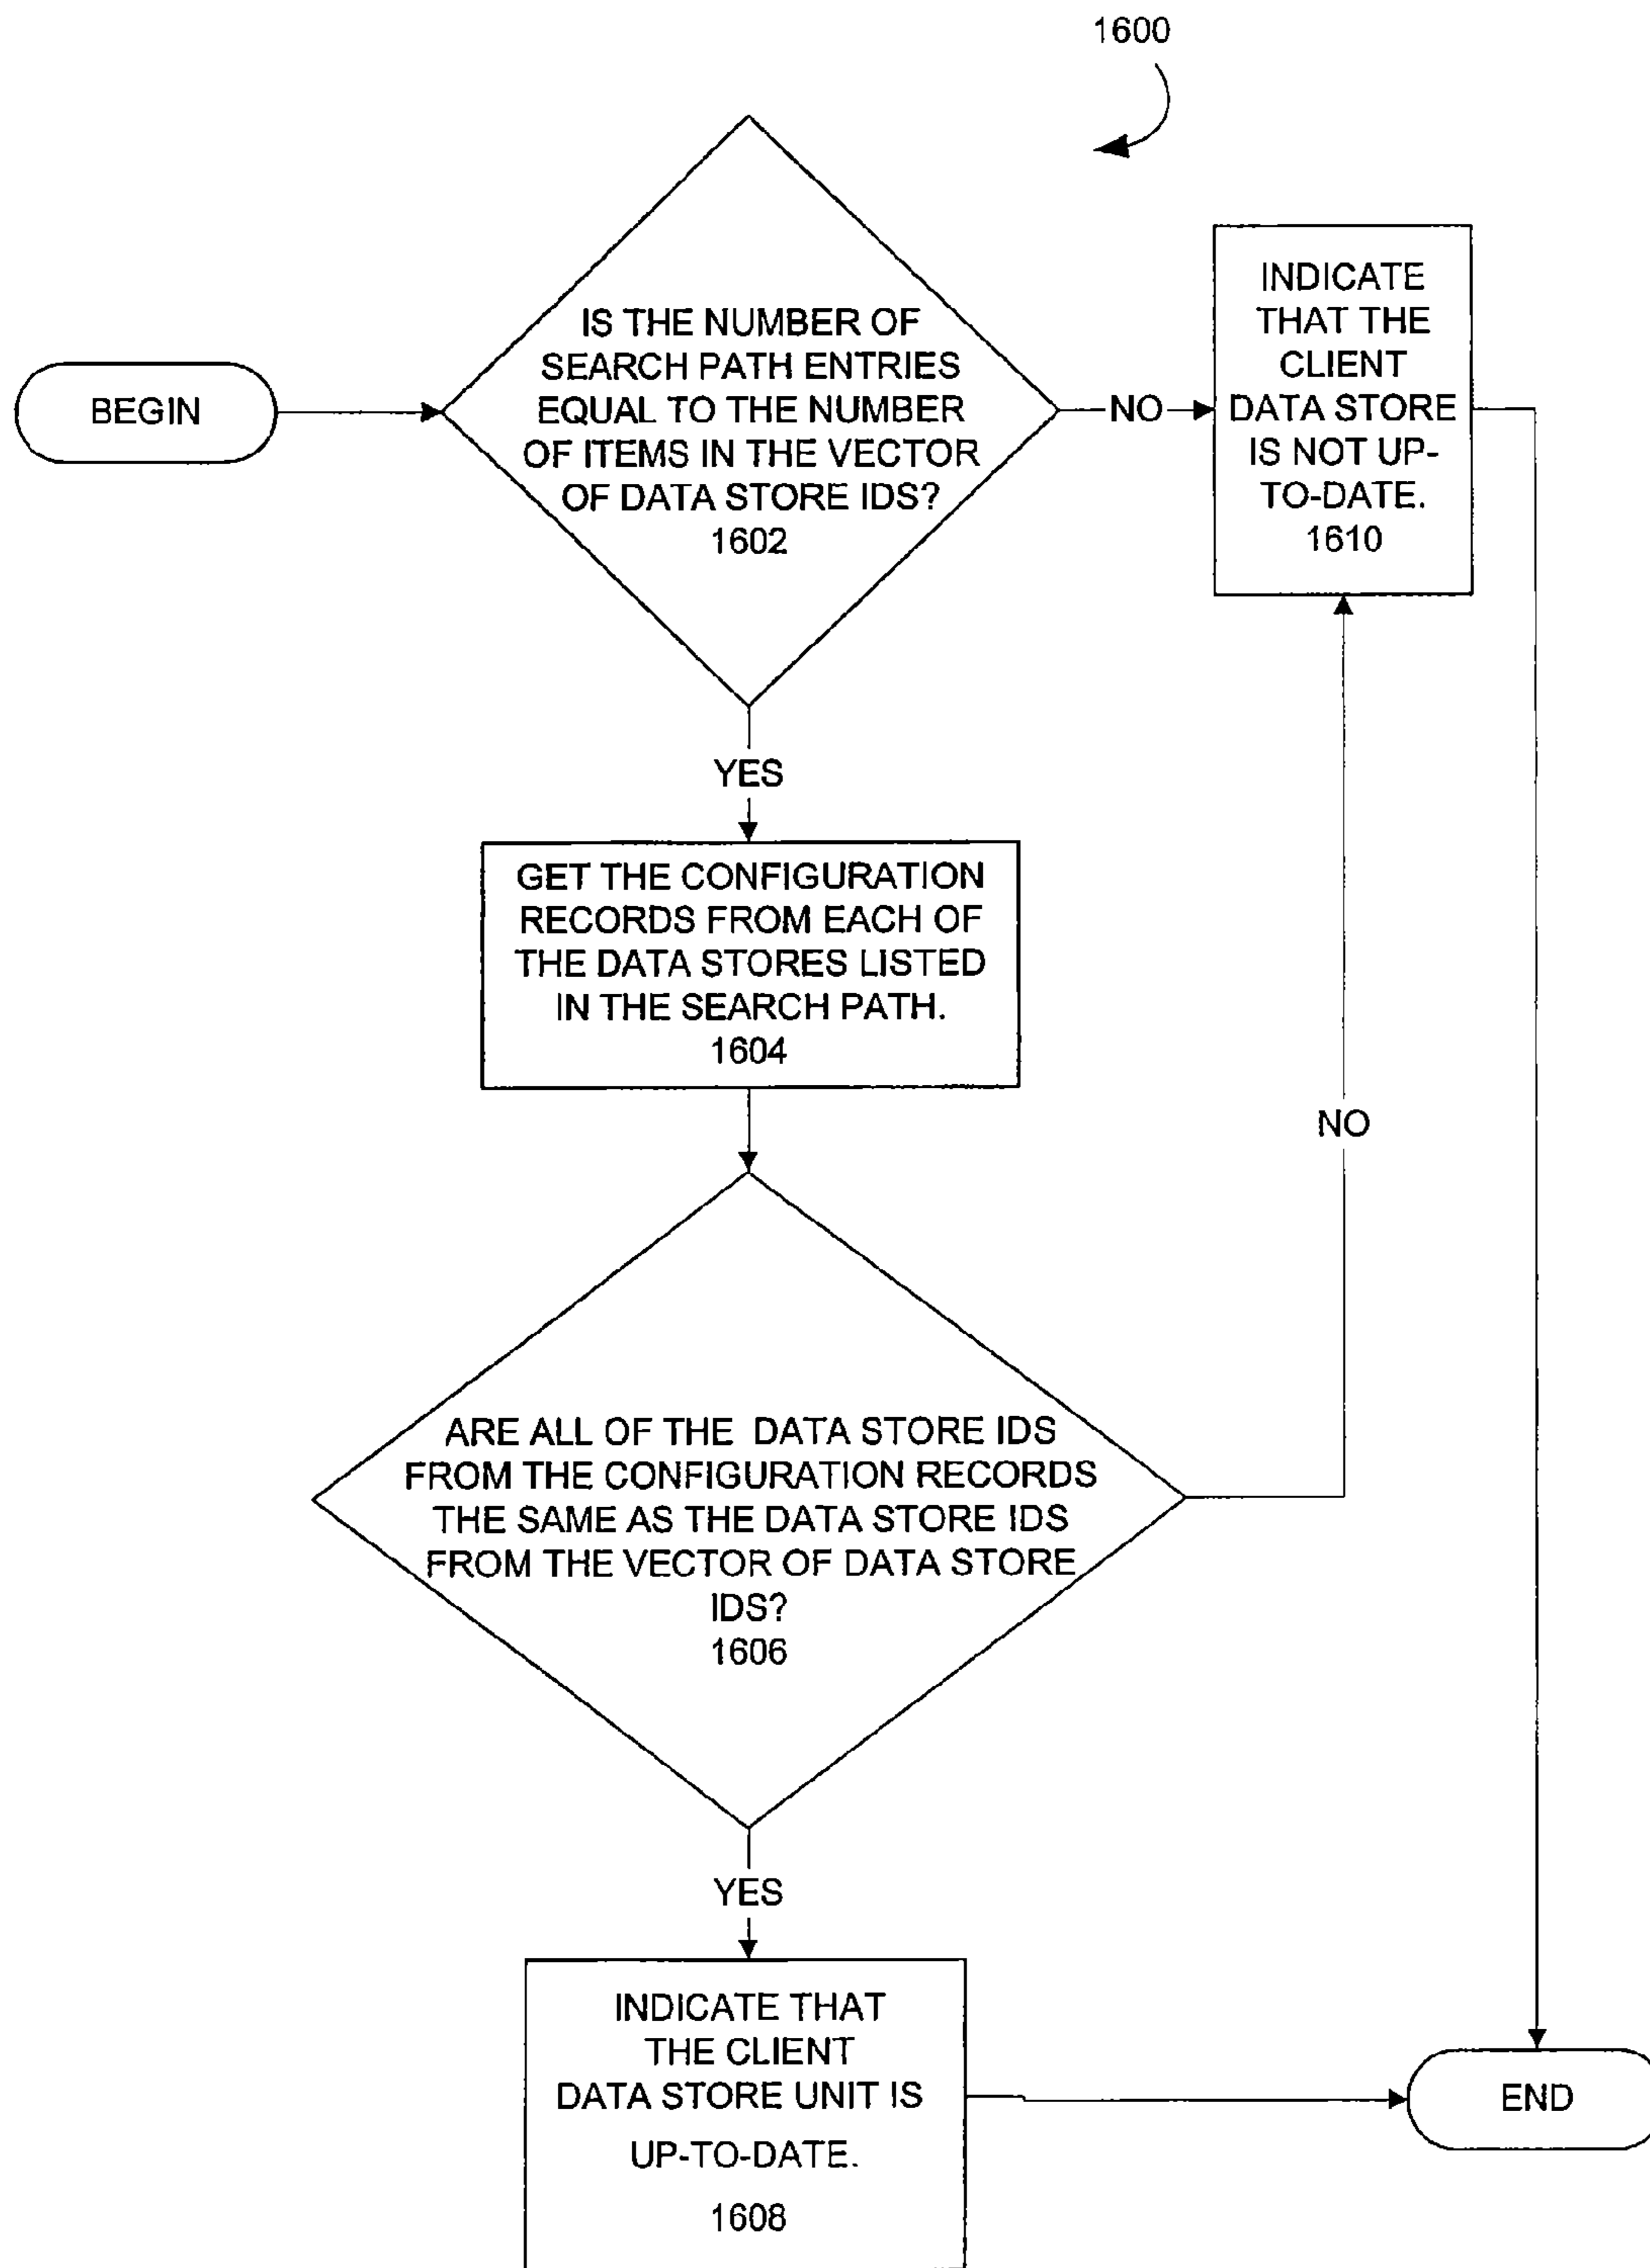 1600
BEGIN
IS THE NUMBER OF
SEARCH PATH ENTRIES
EQUAL TO THE NUMBER
OF ITEMS IN THE VECTOR
OF DATA STORE IDS?
1602
NO
INDICATE
THAT THE
CLIENT
DATA STORE
IS NOT UP-
TO-DATE.
1610
YES
GET THE CONFIGURATION
RECORDS FROM EACH OF
THE DATA STORES LISTED
IN THE SEARCH PATH.
1604
NO
ARE ALL OF THE DATA STORE IDS
FROM THE CONFIGURATION RECORDS
THE SAME AS THE DATA STORE IDS
FROM THE VECTOR OF DATA STORE
IDS?
1606
YES
INDICATE THAT
THE CLIENT
DATA STORE UNIT IS
UP-TO-DATE.
1608
END